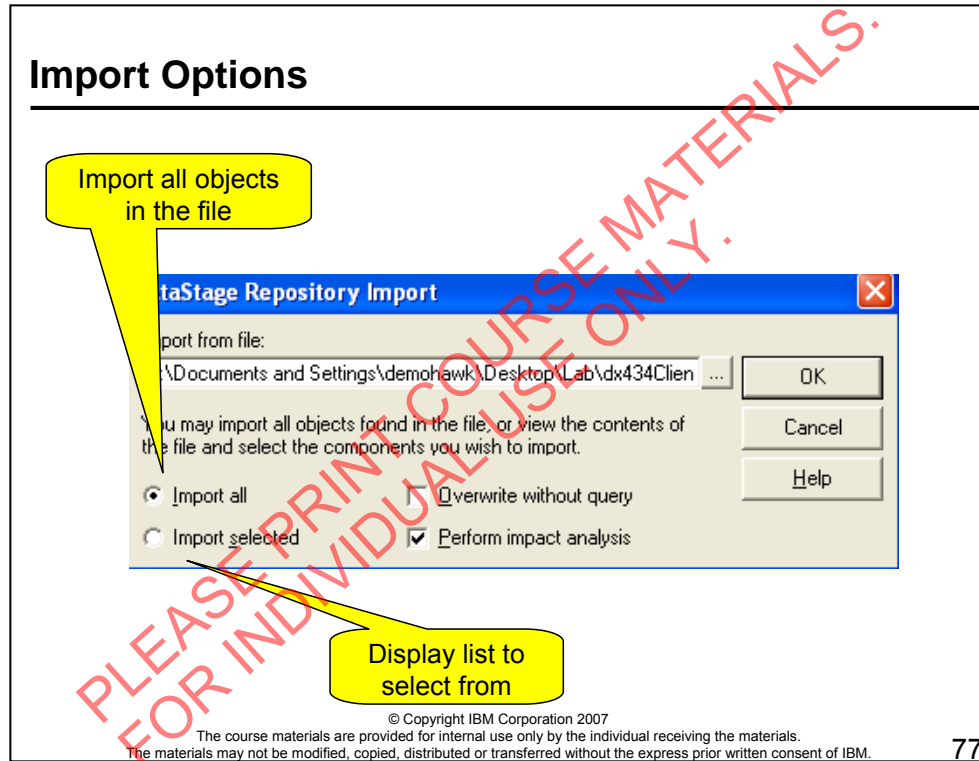 Import Options
Import all objects
in the file
taStage Repository Import
port from file:
:\Documents and Settings\demohawk\Desktop\Lab\dx434Clien
...
OK
You may import all objects found in the file, or view the contents of
the file and select the components you wish to import.
Cancel
Help
Import all
Overwrite without query
Import selected
Perform impact analysis
Display list to
select from
PLEASE PRINT COURSE MATERIALS.
FOR INDIVIDUAL USE ONLY.
© Copyright IBM Corporation 2007
The course materials are provided for internal use only by the individual receiving the materials.
The materials may not be modified, copied, distributed or transferred without the express prior written consent of IBM.
77